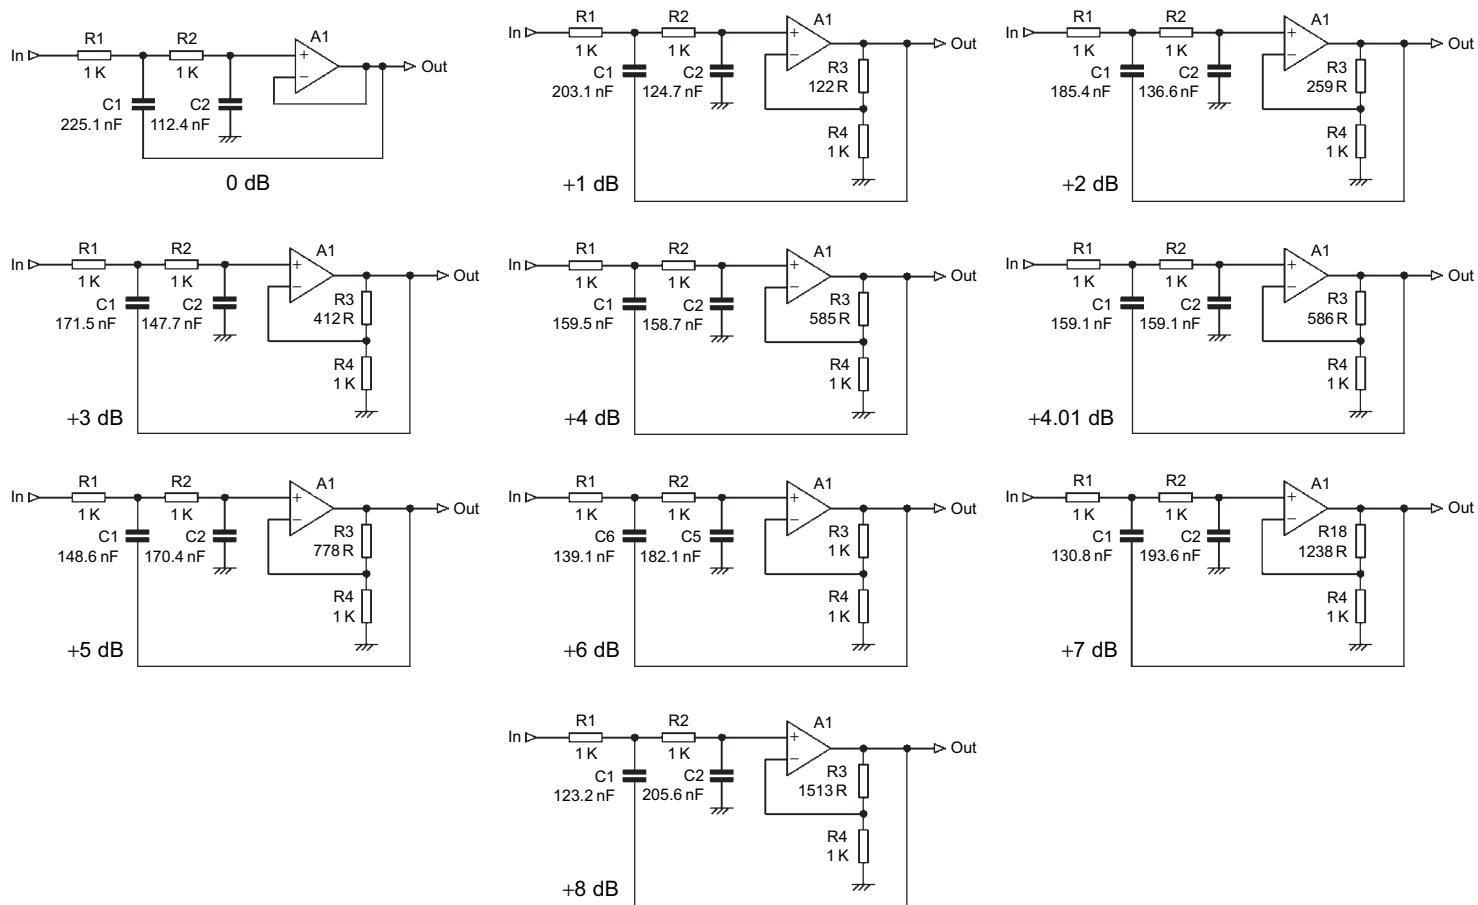 R1 R2 A1
In 1 K 1 K + − Out
C1 C2
225.1 nF 112.4 nF
0 dB
R1 R2 A1
In 1 K 1 K + − Out
C1 C2 R3
203.1 nF 124.7 nF 122 R
R4
1 K
+1 dB
R1 R2 A1
In 1 K 1 K + − Out
C1 C2 R3
185.4 nF 136.6 nF 259 R
R4
1 K
+2 dB
R1 R2 A1
In 1 K 1 K + − Out
C1 C2 R3
171.5 nF 147.7 nF 412 R
R4
1 K
+3 dB
R1 R2 A1
In 1 K 1 K + − Out
C1 C2 R3
159.5 nF 158.7 nF 585 R
R4
1 K
+4 dB
R1 R2 A1
In 1 K 1 K + − Out
C1 C2 R3
159.1 nF 159.1 nF 586 R
R4
1 K
+4.01 dB
R1 R2 A1
In 1 K 1 K + − Out
C1 C2 R3
148.6 nF 170.4 nF 778 R
R4
1 K
+5 dB
R1 R2 A1
In 1 K 1 K + − Out
C6 C5 R3
139.1 nF 182.1 nF 1 K
R4
1 K
+6 dB
R1 R2 A1
In 1 K 1 K + − Out
C1 C2 R18
130.8 nF 193.6 nF 1238 R
R4
1 K
+7 dB
R1 R2 A1
In 1 K 1 K + − Out
C1 C2 R3
123.2 nF 205.6 nF 1513 R
R4
1 K
+8 dB